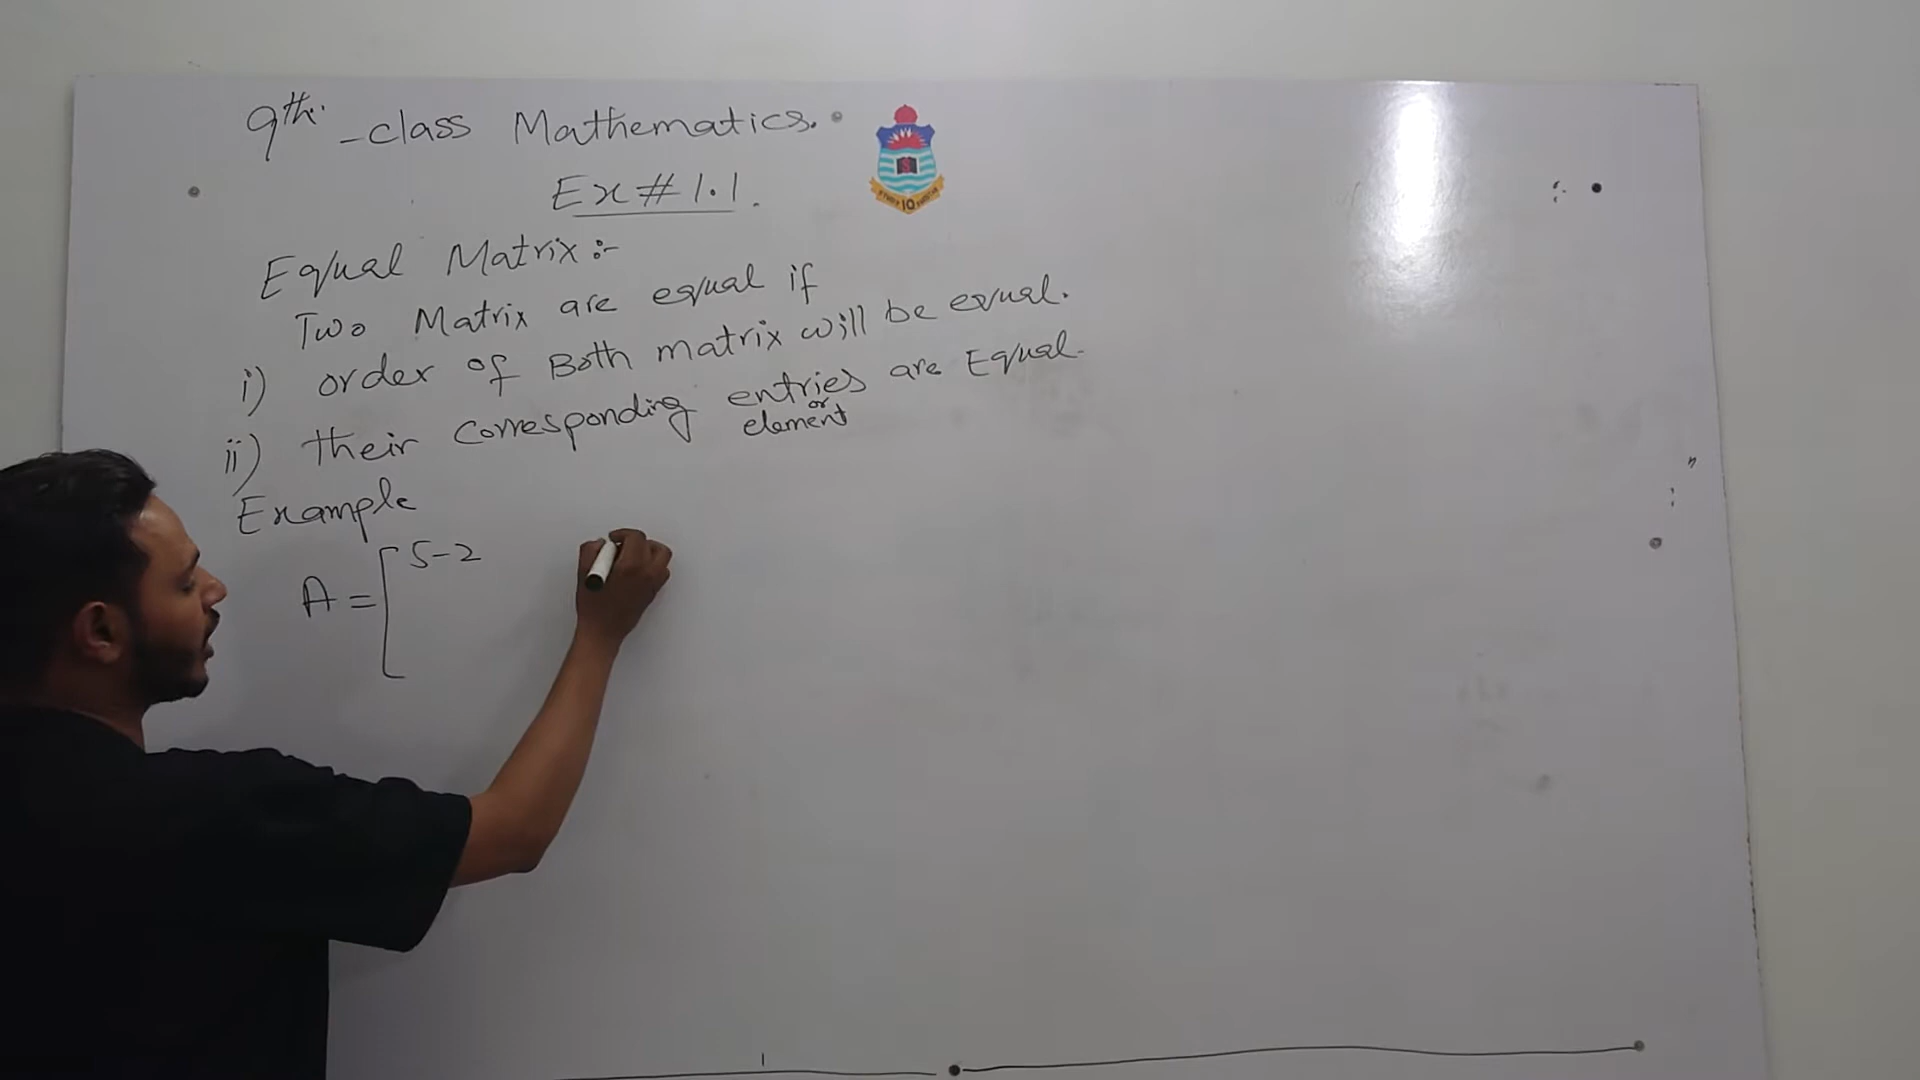 9th. - class Mathematics.
Ex # 1.1.
Equal Matrix :-
Two Matrix are equal if
i) order of Both matrix will be equal.
ii) their Corresponding entries are Equal.
or
element
Example
A = [ 5-2
10